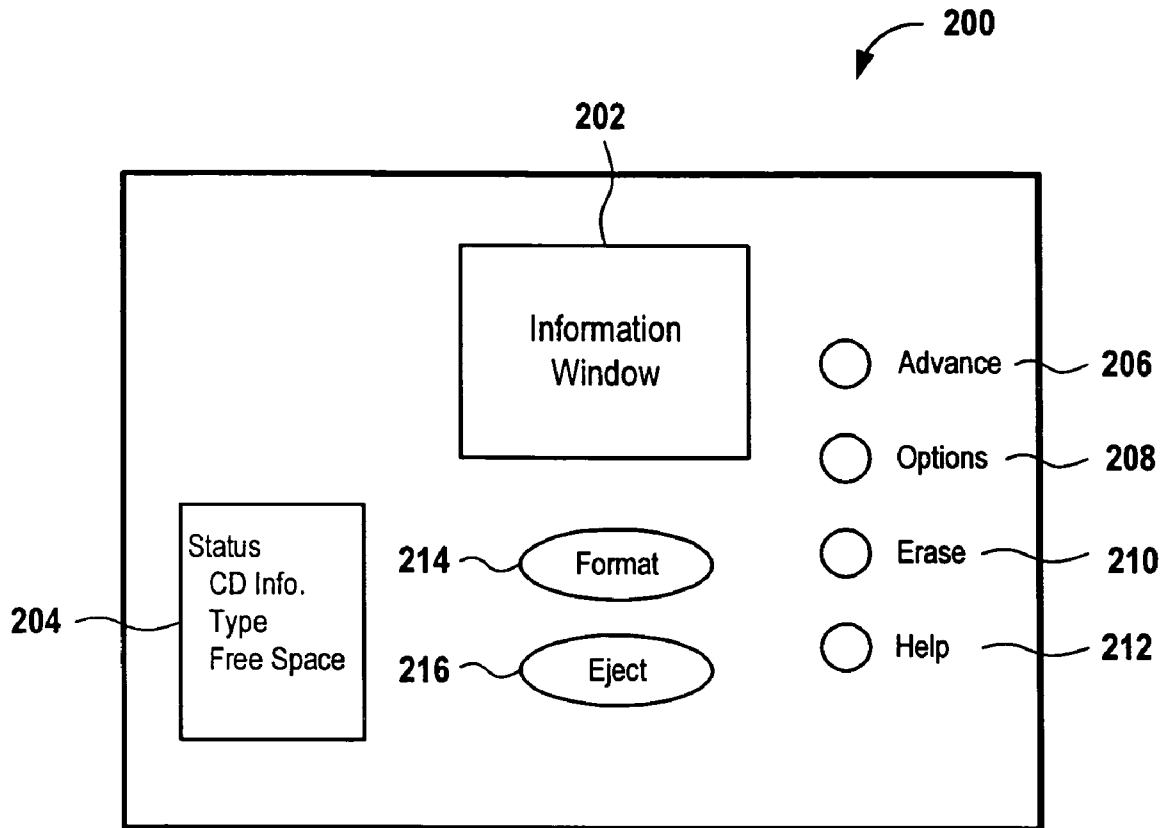 200
202
Information
Window
Advance 206
Options 208
Erase 210
Help 212
204
Status
CD Info.
Type
Free Space
214 Format
216 Eject